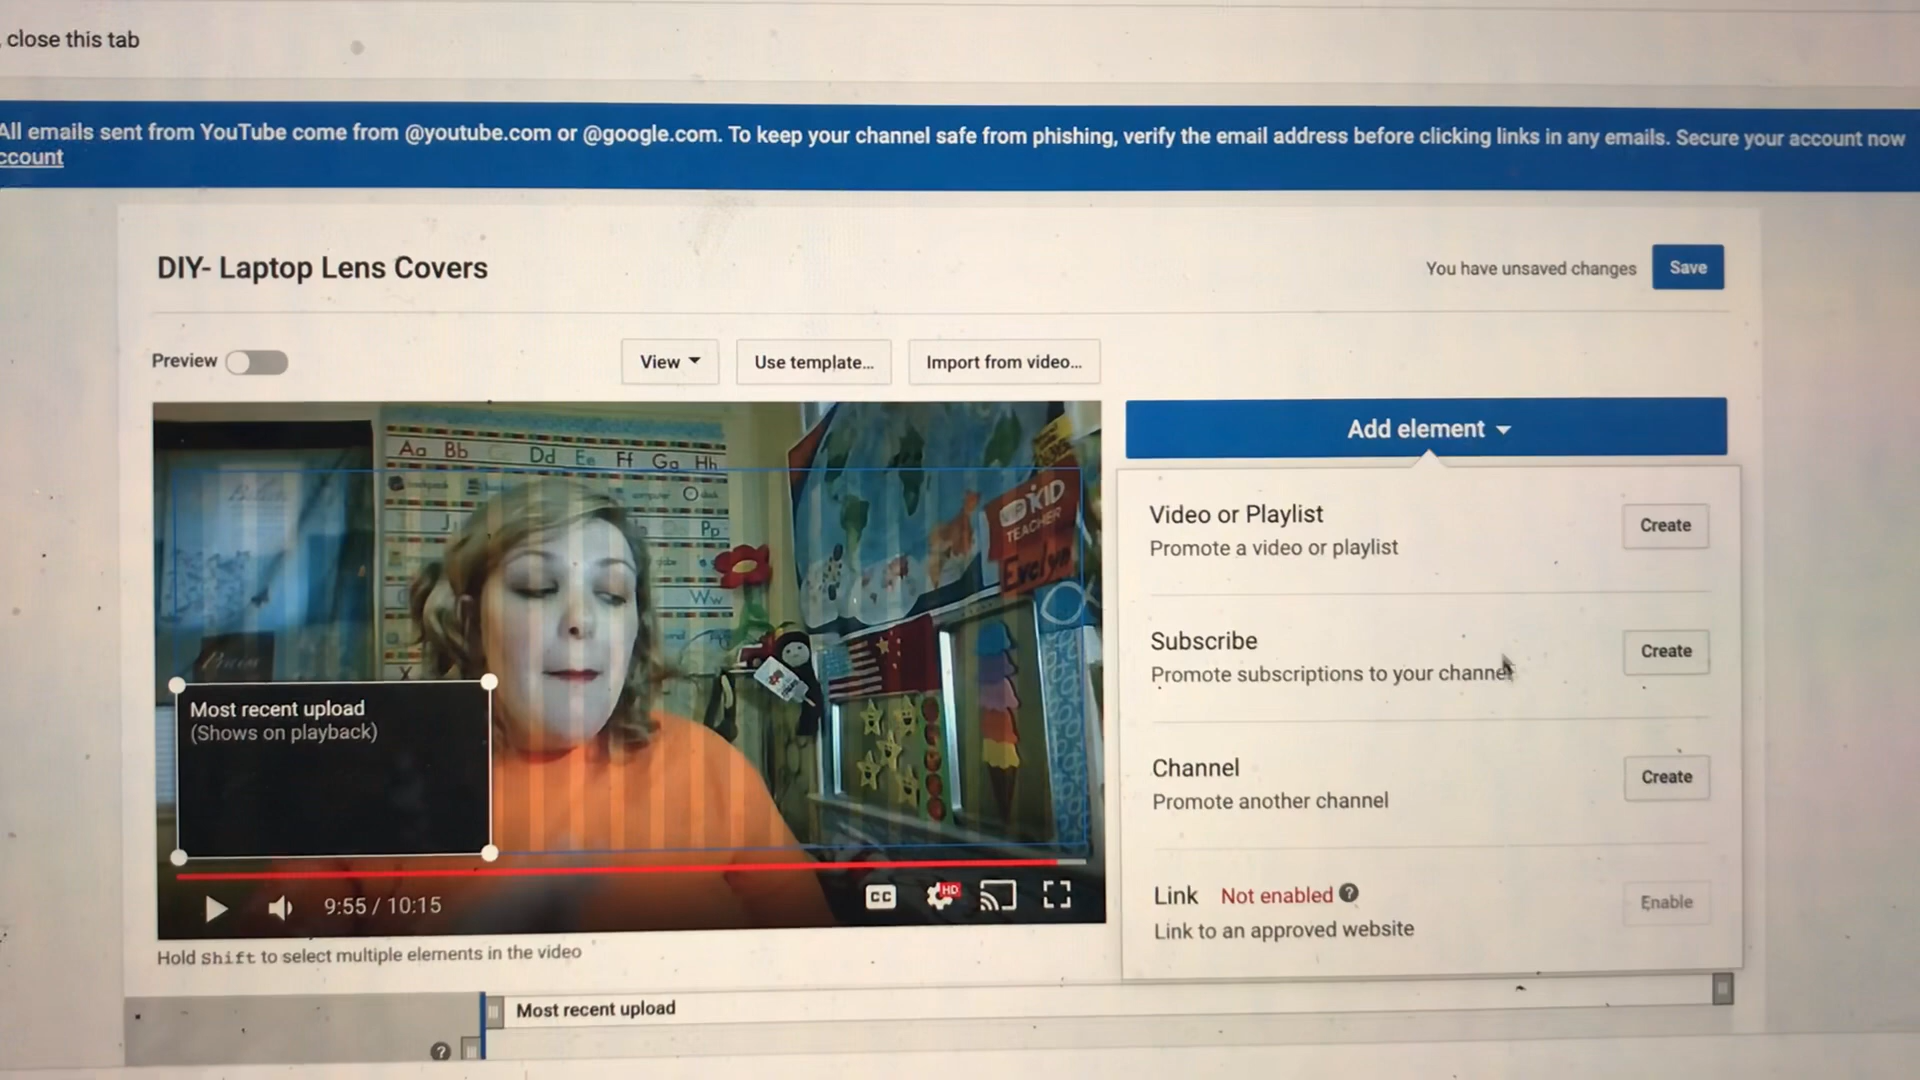 close this tab
All emails sent from YouTube come from @youtube.com or @google.com. To keep your channel safe from phishing, verify the email address before clicking links in any emails. Secure your account now
ccount
DIY- Laptop Lens Covers
You have unsaved changes
Save
Preview
View
Use template...
Import from video...
Add element
Aa Bb Cc Dd Ee Ff Gg Hh
Pp
Ww
X
VIPKID
TEACHER
Evelyn
Most recent upload
(Shows on playback)
Video or Playlist
Promote a video or playlist
Create
Subscribe
Promote subscriptions to your channel
Create
Channel
Promote another channel
Create
Link Not enabled ?
Link to an approved website
Enable
9:55 / 10:15
CC
HD
Hold Shift to select multiple elements in the video
Most recent upload
?